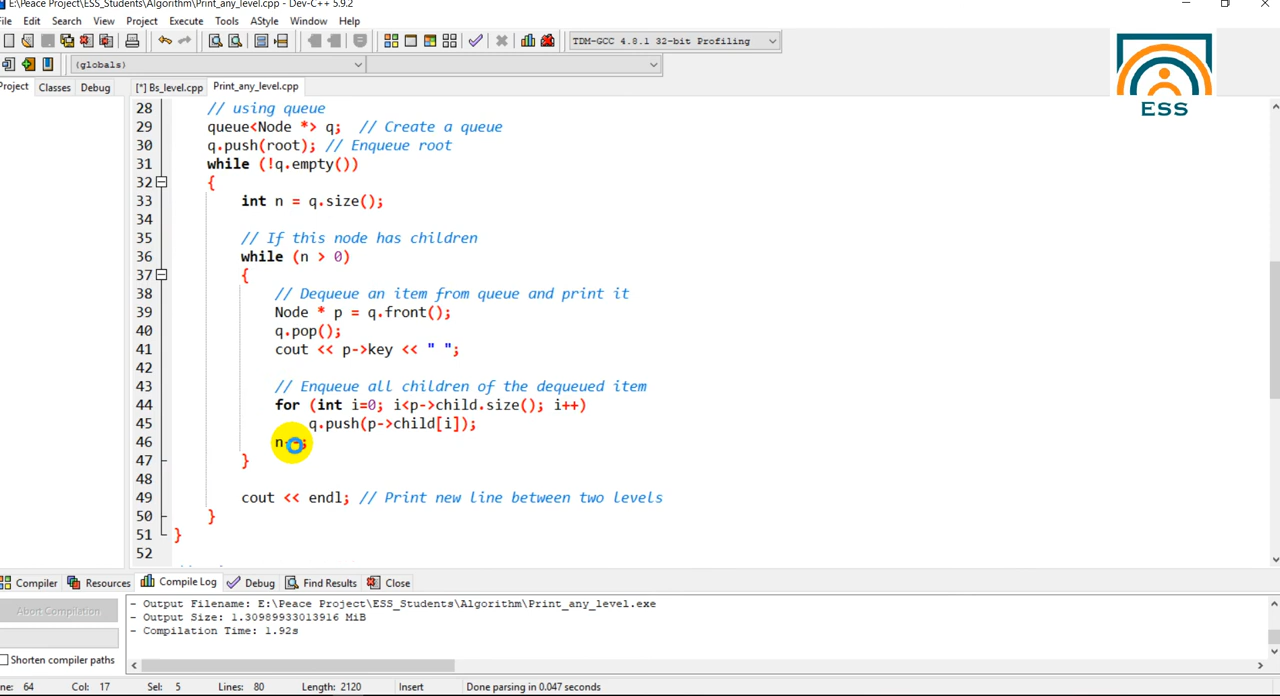 E:\Peace Project\ESS_Students\Algorithm\Print_any_level.cpp - Dev-C++ 5.9.2
File Edit Search View Project Execute Tools AStyle Window Help
TDM-GCC 4.8.1 32-bit Profiling
(globals)
Project Classes Debug [*] Bs_level.cpp Print_any_level.cpp
ESS
28 // using queue
29 queue<Node *> q; // Create a queue
30 q.push(root); // Enqueue root
31 while (!q.empty())
32 {
33 int n = q.size();
34
35 // If this node has children
36 while (n > 0)
37 {
38 // Dequeue an item from queue and print it
39 Node * p = q.front();
40 q.pop();
41 cout << p->key << " ";
42
43 // Enqueue all children of the dequeued item
44 for (int i=0; i<p->child.size(); i++)
45 q.push(p->child[i]);
46 n--;
47 }
48
49 cout << endl; // Print new line between two levels
50 }
51 }
52
Compiler Resources Compile Log Debug Find Results Close
Abort Compilation
Shorten compiler paths
- Output Filename: E:\Peace Project\ESS_Students\Algorithm\Print_any_level.exe
- Output Size: 1.30989933013916 MiB
- Compilation Time: 1.92s
ne: 64 Col: 17 Sel: 5 Lines: 80 Length: 2120 Insert Done parsing in 0.047 seconds